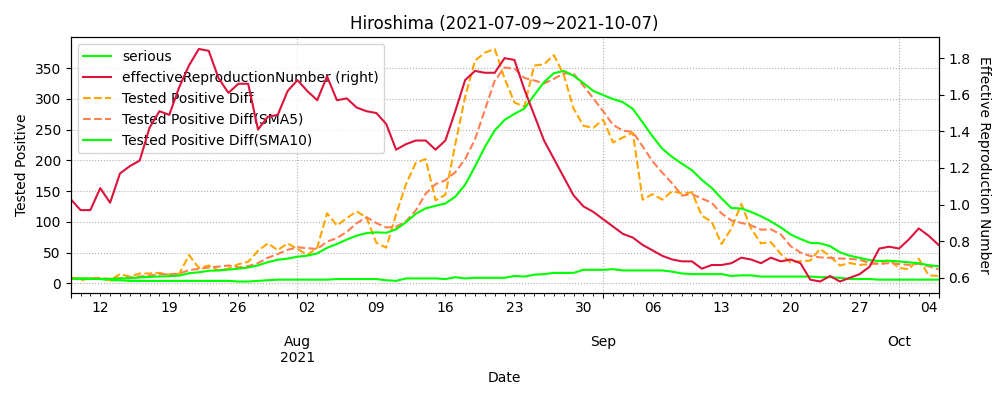 Hiroshima (2021-07-09~2021-10-07)
serious
effectiveReproductionNumber (right)
Tested Positive Diff
Tested Positive Diff(SMA5)
Tested Positive Diff(SMA10)
Tested Positive
350
300
250
200
150
100
50
0
1.8
1.6
1.4
1.2
1.0
0.8
0.6
Effective Reproduction Number
12 19 26 02 09 16 23 30 06 13 20 27 04
Aug Sep Oct
2021
Date